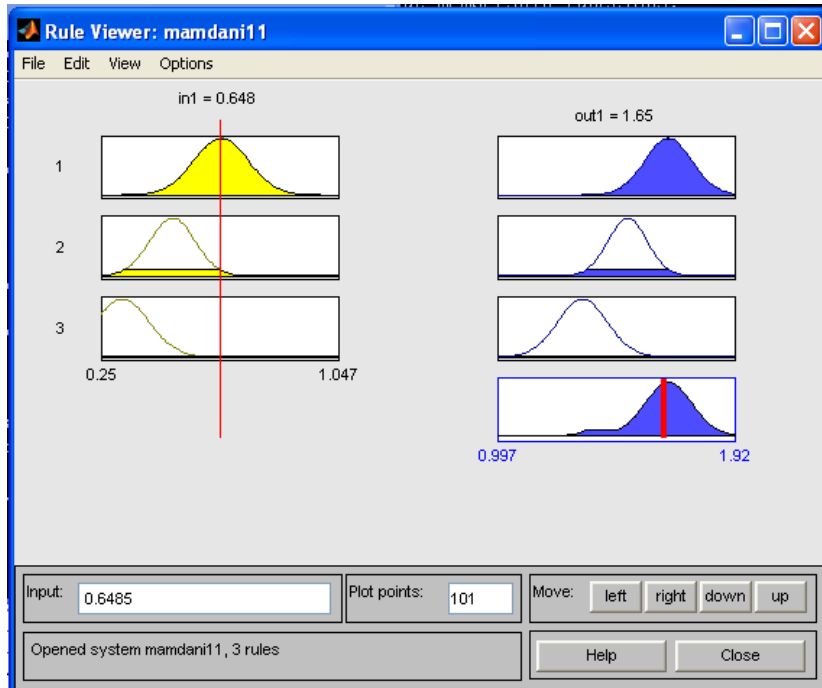 Rule Viewer: mamdani11
File Edit View Options
in1 = 0.648
out1 = 1.65
1
2
3
0.25 1.047
0.997 1.92
Input: 0.6485 Plot points: 101 Move: left right down up
Opened system mamdani11, 3 rules Help Close